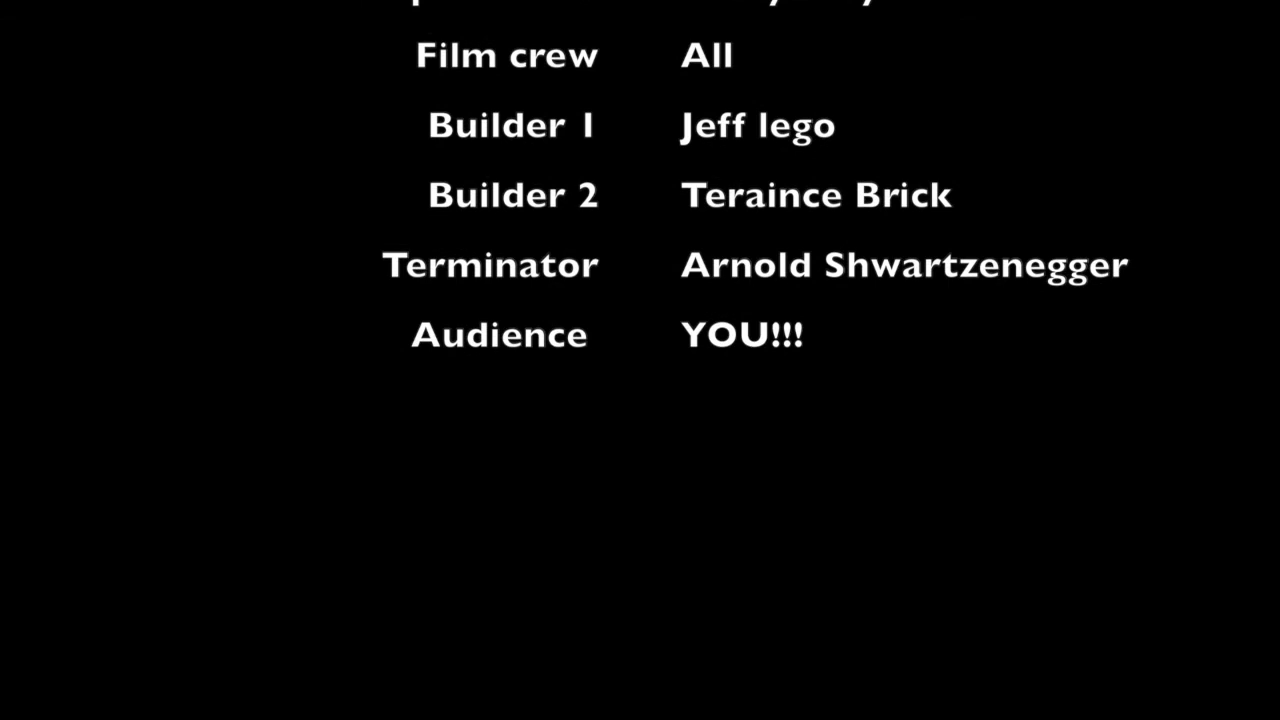 Film crew All
Builder 1 Jeff lego
Builder 2 Teraince Brick
Terminator Arnold Shwartzenegger
Audience YOU!!!